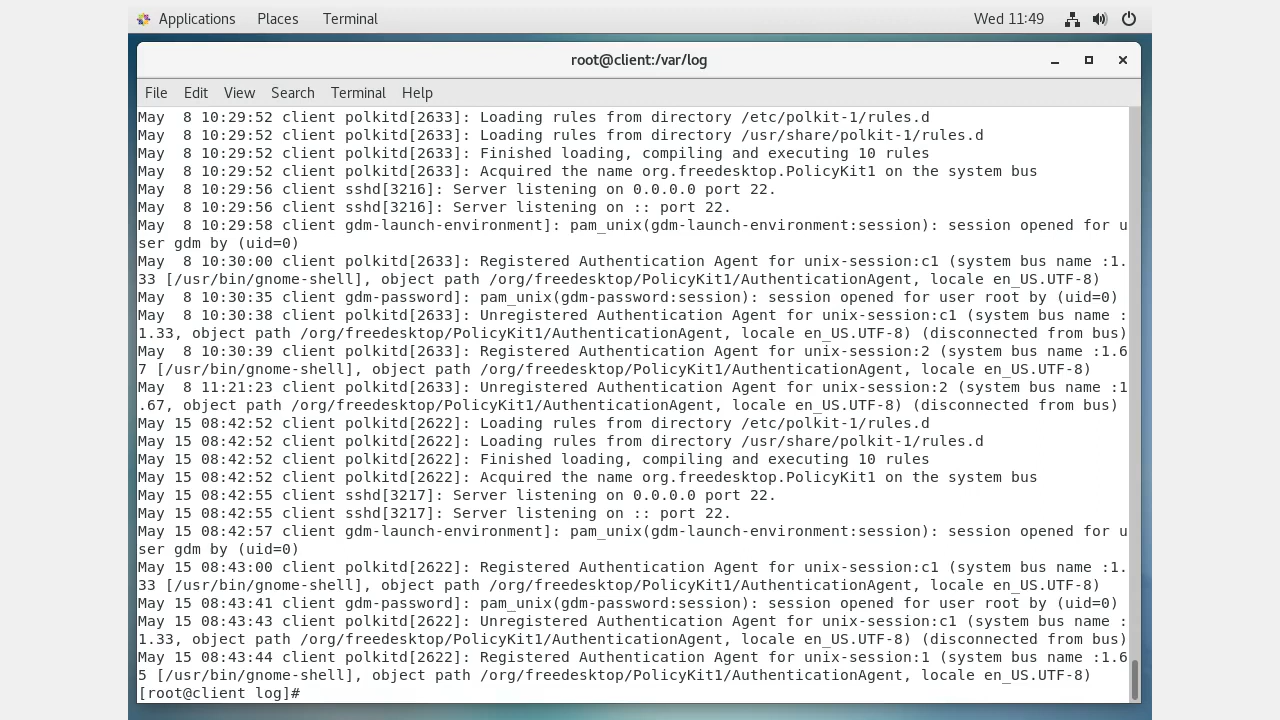 Applications Places Terminal Wed 11:49
root@client:/var/log
File Edit View Search Terminal Help
May  8 10:29:52 client polkitd[2633]: Loading rules from directory /etc/polkit-1/rules.d
May  8 10:29:52 client polkitd[2633]: Loading rules from directory /usr/share/polkit-1/rules.d
May  8 10:29:52 client polkitd[2633]: Finished loading, compiling and executing 10 rules
May  8 10:29:52 client polkitd[2633]: Acquired the name org.freedesktop.PolicyKit1 on the system bus
May  8 10:29:56 client sshd[3216]: Server listening on 0.0.0.0 port 22.
May  8 10:29:56 client sshd[3216]: Server listening on :: port 22.
May  8 10:29:58 client gdm-launch-environment]: pam_unix(gdm-launch-environment:session): session opened for u
ser gdm by (uid=0)
May  8 10:30:00 client polkitd[2633]: Registered Authentication Agent for unix-session:c1 (system bus name :1.
33 [/usr/bin/gnome-shell], object path /org/freedesktop/PolicyKit1/AuthenticationAgent, locale en_US.UTF-8)
May  8 10:30:35 client gdm-password]: pam_unix(gdm-password:session): session opened for user root by (uid=0)
May  8 10:30:38 client polkitd[2633]: Unregistered Authentication Agent for unix-session:c1 (system bus name :
1.33, object path /org/freedesktop/PolicyKit1/AuthenticationAgent, locale en_US.UTF-8) (disconnected from bus)
May  8 10:30:39 client polkitd[2633]: Registered Authentication Agent for unix-session:2 (system bus name :1.6
7 [/usr/bin/gnome-shell], object path /org/freedesktop/PolicyKit1/AuthenticationAgent, locale en_US.UTF-8)
May  8 11:21:23 client polkitd[2633]: Unregistered Authentication Agent for unix-session:2 (system bus name :1
.67, object path /org/freedesktop/PolicyKit1/AuthenticationAgent, locale en_US.UTF-8) (disconnected from bus)
May 15 08:42:52 client polkitd[2622]: Loading rules from directory /etc/polkit-1/rules.d
May 15 08:42:52 client polkitd[2622]: Loading rules from directory /usr/share/polkit-1/rules.d
May 15 08:42:52 client polkitd[2622]: Finished loading, compiling and executing 10 rules
May 15 08:42:52 client polkitd[2622]: Acquired the name org.freedesktop.PolicyKit1 on the system bus
May 15 08:42:55 client sshd[3217]: Server listening on 0.0.0.0 port 22.
May 15 08:42:55 client sshd[3217]: Server listening on :: port 22.
May 15 08:42:57 client gdm-launch-environment]: pam_unix(gdm-launch-environment:session): session opened for u
ser gdm by (uid=0)
May 15 08:43:00 client polkitd[2622]: Registered Authentication Agent for unix-session:c1 (system bus name :1.
33 [/usr/bin/gnome-shell], object path /org/freedesktop/PolicyKit1/AuthenticationAgent, locale en_US.UTF-8)
May 15 08:43:41 client gdm-password]: pam_unix(gdm-password:session): session opened for user root by (uid=0)
May 15 08:43:43 client polkitd[2622]: Unregistered Authentication Agent for unix-session:c1 (system bus name :
1.33, object path /org/freedesktop/PolicyKit1/AuthenticationAgent, locale en_US.UTF-8) (disconnected from bus)
May 15 08:43:44 client polkitd[2622]: Registered Authentication Agent for unix-session:1 (system bus name :1.6
5 [/usr/bin/gnome-shell], object path /org/freedesktop/PolicyKit1/AuthenticationAgent, locale en_US.UTF-8)
[root@client log]#